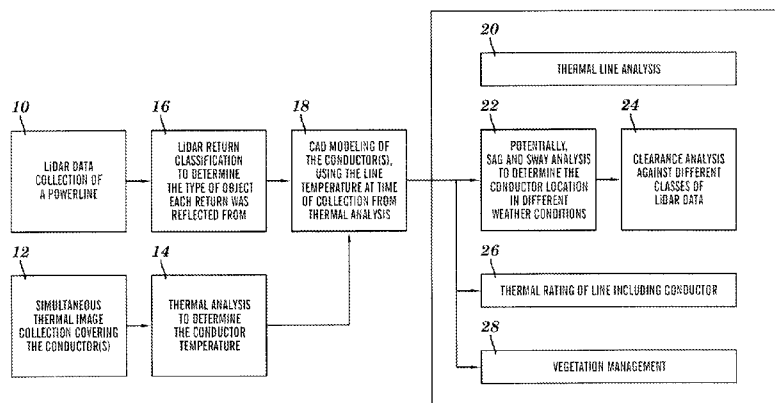 20
THERMAL LINE ANALYSIS
10
LiDAR DATA
COLLECTION OF
A POWERLINE
16
LiDAR RETURN
CLASSIFICATION
TO DETERMINE
THE TYPE OF OBJECT
EACH RETURN WAS
REFLECTED FROM
18
CAD MODELING OF
THE CONDUCTOR(S),
USING THE LINE
TEMPERATURE AT TIME
OF COLLECTION FROM
THERMAL ANALYSIS
22
POTENTIALLY,
SAG AND SWAY ANALYSIS
TO DETERMINE THE
CONDUCTOR LOCATION
IN DIFFERENT
WEATHER CONDITIONS
24
CLEARANCE ANALYSIS
AGAINST DIFFERENT
CLASSES OF
LiDAR DATA
12
SIMULTANEOUS
THERMAL IMAGE
COLLECTION COVERING
THE CONDUCTOR(S)
14
THERMAL ANALYSIS
TO DETERMINE
THE CONDUCTOR
TEMPERATURE
26
THERMAL RATING OF LINE INCLUDING CONDUCTOR
28
VEGETATION MANAGEMENT